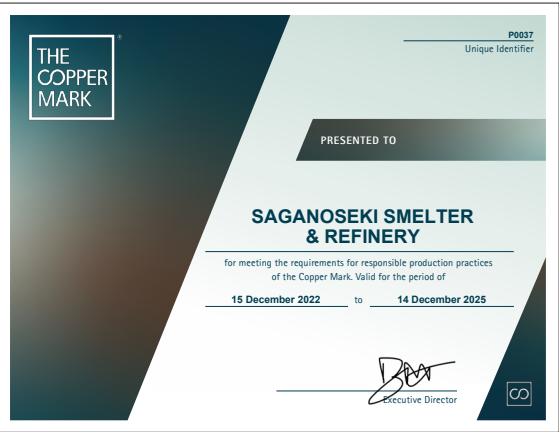 THE
COPPER
MARK
®
P0037
Unique Identifier
PRESENTED TO
SAGANOSEKI SMELTER
& REFINERY
for meeting the requirements for responsible production practices
of the Copper Mark. Valid for the period of
15 December 2022 to 14 December 2025
Executive Director